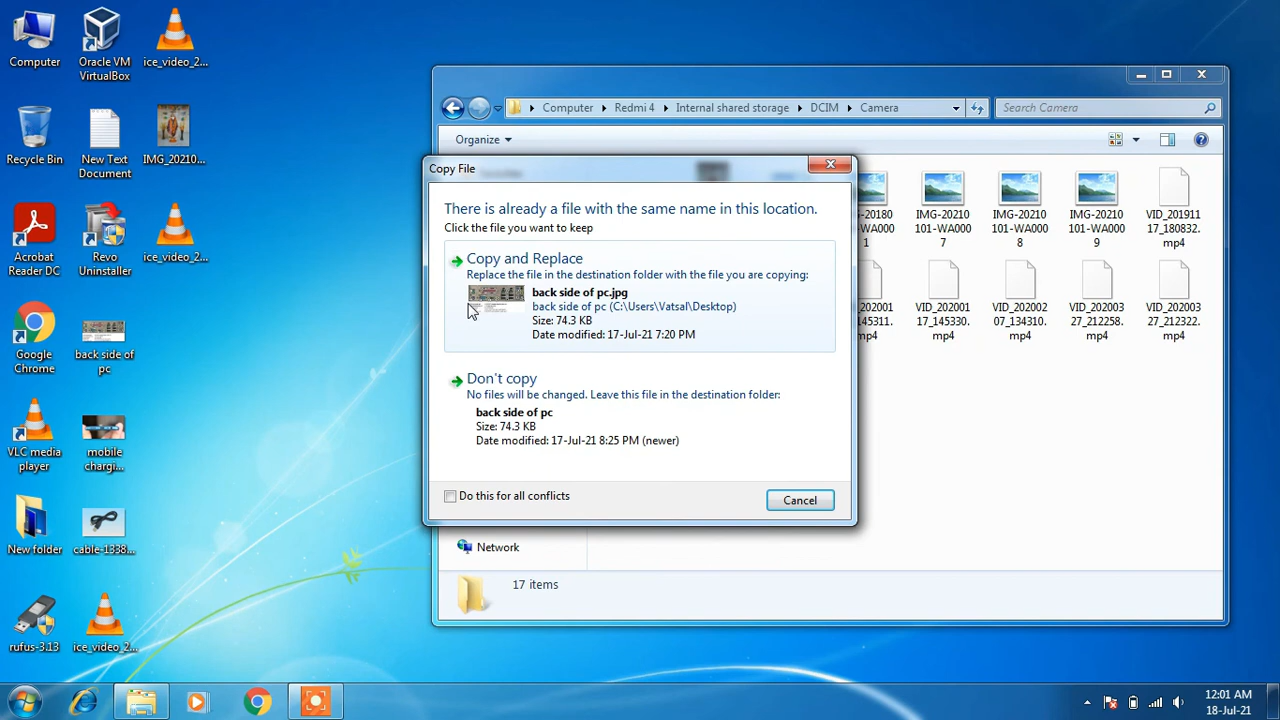 Computer
Oracle VM
VirtualBox
ice_video_2...
Recycle Bin
New Text
Document
IMG_20210...
Acrobat
Reader DC
Revo
Uninstaller
ice_video_2...
Google
Chrome
back side of
pc
VLC media
player
mobile
chargi...
New folder
cable-1338...
rufus-3.13
ice_video_2...
Computer
Redmi 4
Internal shared storage
DCIM
Camera
Search Camera
Organize
IMG-20210
101-WA000
7
IMG-20210
101-WA000
8
IMG-20210
101-WA000
9
VID_201911
17_180832.
mp4
VID_202001
17_145330.
mp4
VID_202002
07_134310.
mp4
VID_202003
27_212258.
mp4
VID_202003
27_212322.
mp4
Copy File
There is already a file with the same name in this location.
Click the file you want to keep
Copy and Replace
Replace the file in the destination folder with the file you are copying:
back side of pc.jpg
back side of pc (C:\Users\Vatsal\Desktop)
Size: 74.3 KB
Date modified: 17-Jul-21 7:20 PM
Don't copy
No files will be changed. Leave this file in the destination folder:
back side of pc
Size: 74.3 KB
Date modified: 17-Jul-21 8:25 PM (newer)
Do this for all conflicts
Cancel
Network
17 items
12:01 AM
18-Jul-21